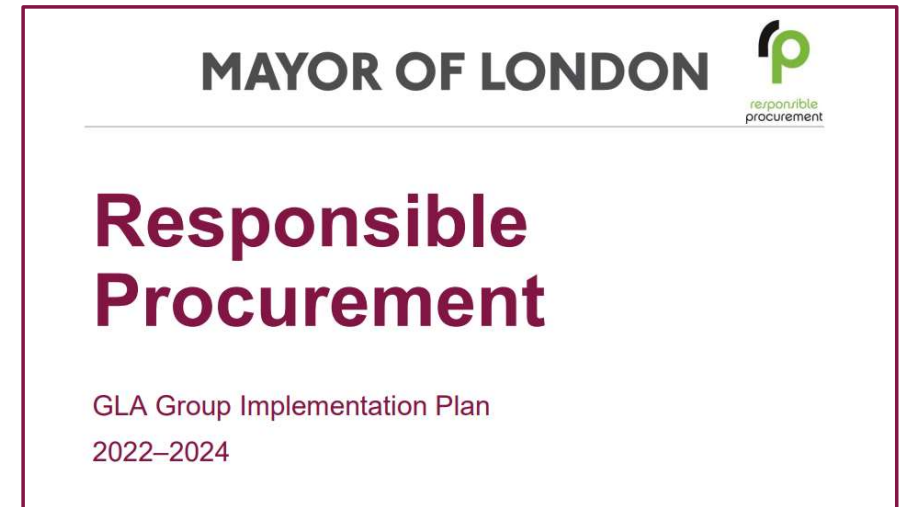 MAYOR OF LONDON
rp
responsible
procurement
Responsible
Procurement
GLA Group Implementation Plan
2022–2024